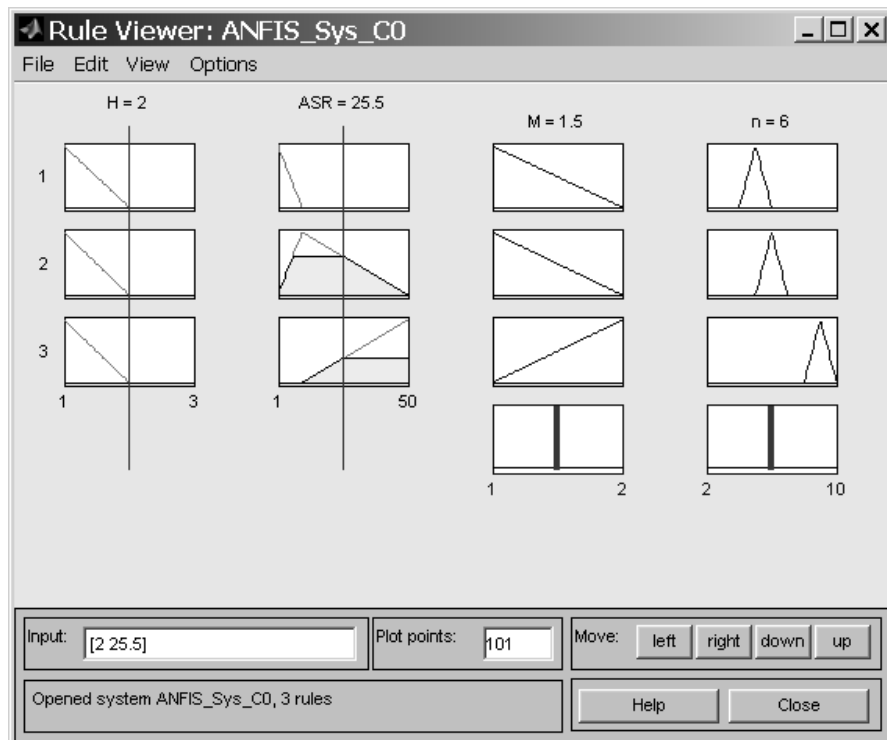 Rule Viewer: ANFIS_Sys_C0
File Edit View Options
H = 2
ASR = 25.5
M = 1.5
n = 6
1
2
3
1 3
1 50
1 2
2 10
Input: [2 25.5]
Plot points: 101
Move: left right down up
Opened system ANFIS_Sys_C0, 3 rules
Help Close